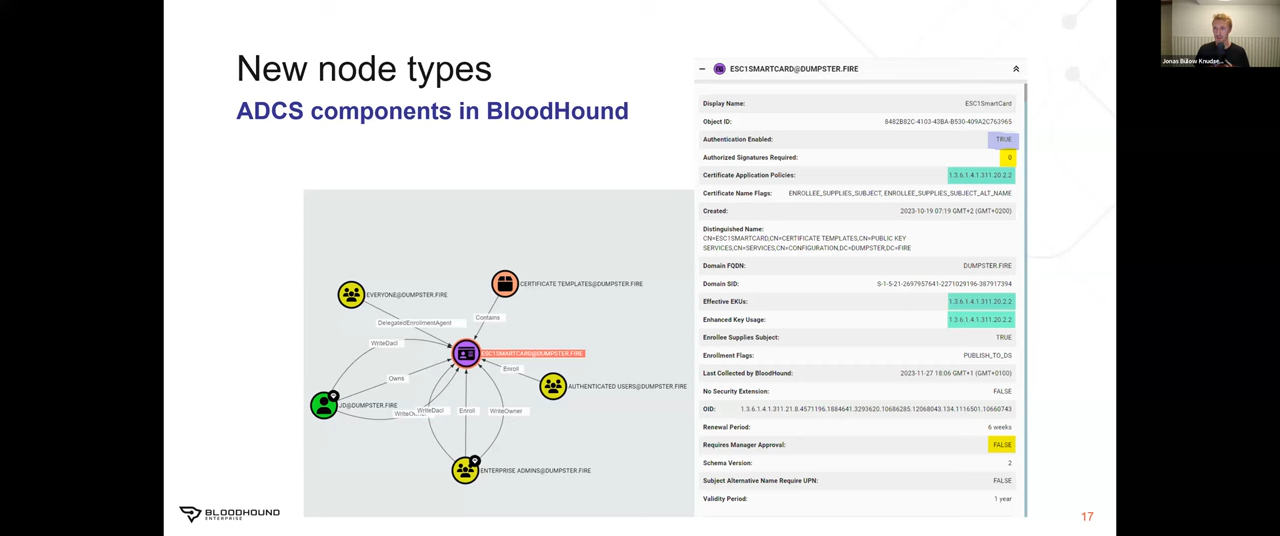 New node types
ADCS components in BloodHound
Jonas Bülow Knudse...
ESC1SMARTCARD@DUMPSTER.FIRE
Display Name: ESC1SmartCard
Object ID: 8482B82C-4103-43BA-B530-409A2C763965
Authentication Enabled: TRUE
Authorized Signatures Required: 0
Certificate Application Policies: 1.3.6.1.4.1.311.20.2.2
Certificate Name Flags: ENROLLEE_SUPPLIES_SUBJECT, ENROLLEE_SUPPLIES_SUBJECT_ALT_NAME
Created: 2023-10-19 07:19 GMT+2 (GMT+0200)
Distinguished Name:
CN=ESC1SMARTCARD,CN=CERTIFICATE TEMPLATES,CN=PUBLIC KEY
SERVICES,CN=SERVICES,CN=CONFIGURATION,DC=DUMPSTER,DC=FIRE
Domain FQDN: DUMPSTER.FIRE
Domain SID: S-1-5-21-2697957641-2271029196-387917394
Effective EKUs: 1.3.6.1.4.1.311.20.2.2
Enhanced Key Usage: 1.3.6.1.4.1.311.20.2.2
Enrollee Supplies Subject: TRUE
Enrollment Flags: PUBLISH_TO_DS
Last Collected by BloodHound: 2023-11-27 18:06 GMT+1 (GMT+0100)
No Security Extension: FALSE
OID: 1.3.6.1.4.1.311.21.8.4571196.1884641.3293620.10686285.12068043.134.1116501.10660743
Renewal Period: 6 weeks
Requires Manager Approval: FALSE
Schema Version: 2
Subject Alternative Name Require UPN: FALSE
Validity Period: 1 year
CERTIFICATE TEMPLATES@DUMPSTER.FIRE
EVERYONE@DUMPSTER.FIRE
Contains
DelegatedEnrollmentAgent
WriteDacl
ESC1SMARTCARD@DUMPSTER.FIRE
Enroll
Owns
AUTHENTICATED USERS@DUMPSTER.FIRE
JD@DUMPSTER.FIRE
WriteDacl
Enroll
WriteOwner
ENTERPRISE ADMINS@DUMPSTER.FIRE
BLOODHOUND
ENTERPRISE
17